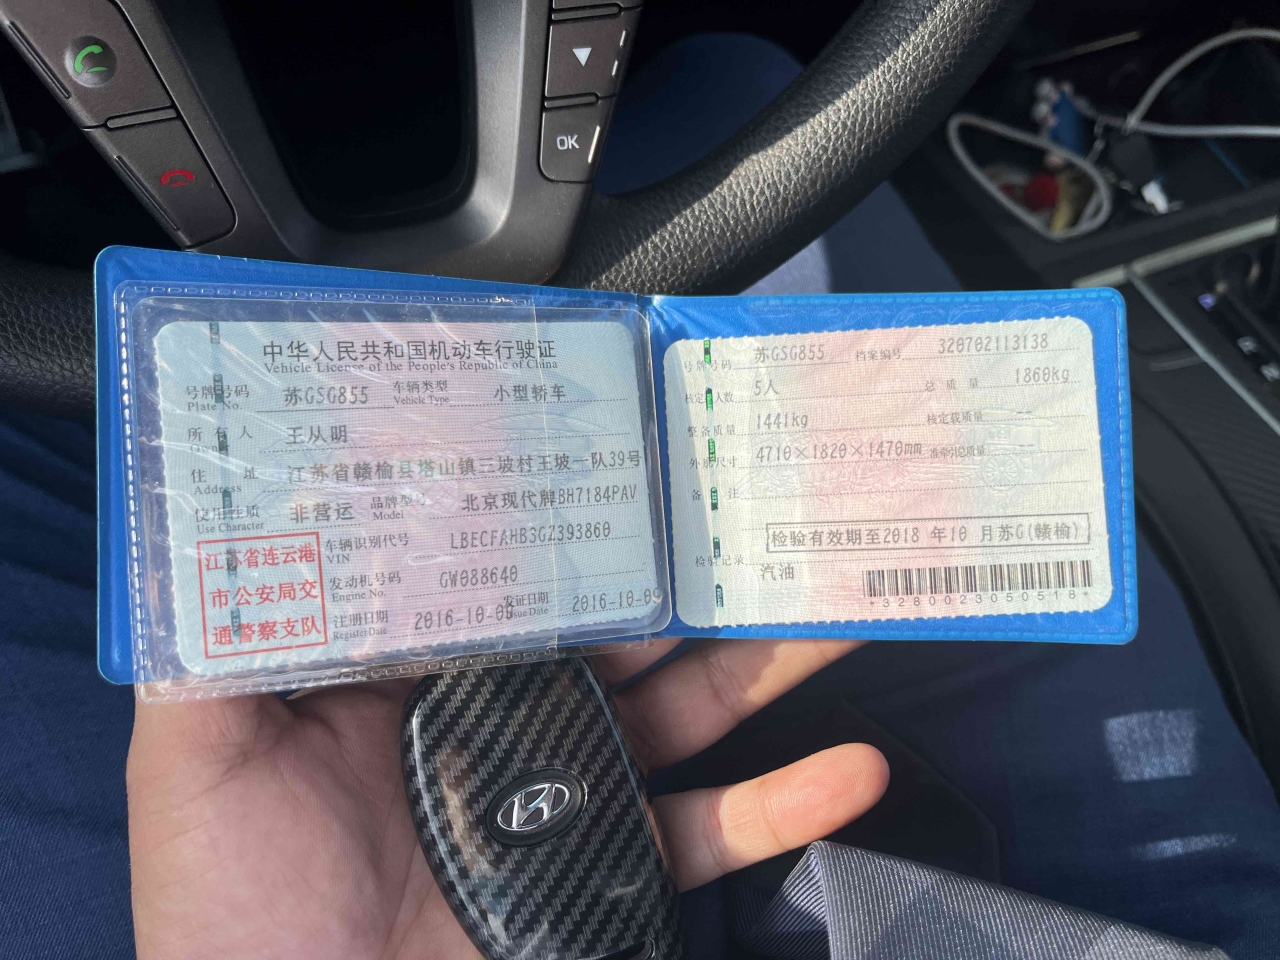 OK
中华人民共和国机动车行驶证
Vehicle License of the People's Republic of China
号牌号码 苏GSG855 车辆类型 小型轿车
Plate No. Vehicle Type
所有人 王从明
Owner
住 址 江苏省赣榆县塔山镇三坡村王坡一队39号
Address
使用性质 非营运 品牌型号 北京现代牌BH7184PAV
Use Character Model
江苏省连云港
市公安局交
通警察支队
车辆识别代号 LBECFAHB3GZ393860
VIN
发动机号码 GW088640
Engine No.
注册日期 2016-10-09 发证日期 2016-10-09
Register Date Issue Date
号牌号码 苏GSG855 档案编号 320702113138
核定人数 5人 总质量 1860kg
整备质量 1441kg 核定载质量 --
外廓尺寸 4710×1820×1470mm 准牵引总质量 --
备 注
检验有效期至2018 年10 月苏G(赣榆)
检验记录
汽油
*3280023050518*